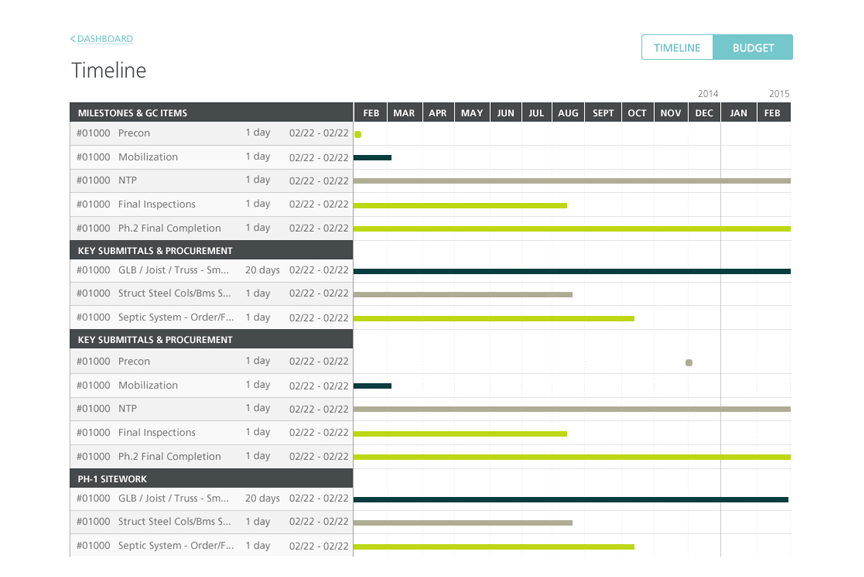 < DASHBOARD
TIMELINE BUDGET
Timeline
2014 2015
MILESTONES & GC ITEMS FEB MAR APR MAY JUN JUL AUG SEPT OCT NOV DEC JAN FEB
#01000 Precon 1 day 02/22 - 02/22
#01000 Mobilization 1 day 02/22 - 02/22
#01000 NTP 1 day 02/22 - 02/22
#01000 Final Inspections 1 day 02/22 - 02/22
#01000 Ph.2 Final Completion 1 day 02/22 - 02/22
KEY SUBMITTALS & PROCUREMENT
#01000 GLB / Joist / Truss - Sm... 20 days 02/22 - 02/22
#01000 Struct Steel Cols/Bms S... 1 day 02/22 - 02/22
#01000 Septic System - Order/F... 1 day 02/22 - 02/22
KEY SUBMITTALS & PROCUREMENT
#01000 Precon 1 day 02/22 - 02/22
#01000 Mobilization 1 day 02/22 - 02/22
#01000 NTP 1 day 02/22 - 02/22
#01000 Final Inspections 1 day 02/22 - 02/22
#01000 Ph.2 Final Completion 1 day 02/22 - 02/22
PH-1 SITEWORK
#01000 GLB / Joist / Truss - Sm... 20 days 02/22 - 02/22
#01000 Struct Steel Cols/Bms S... 1 day 02/22 - 02/22
#01000 Septic System - Order/F... 1 day 02/22 - 02/22